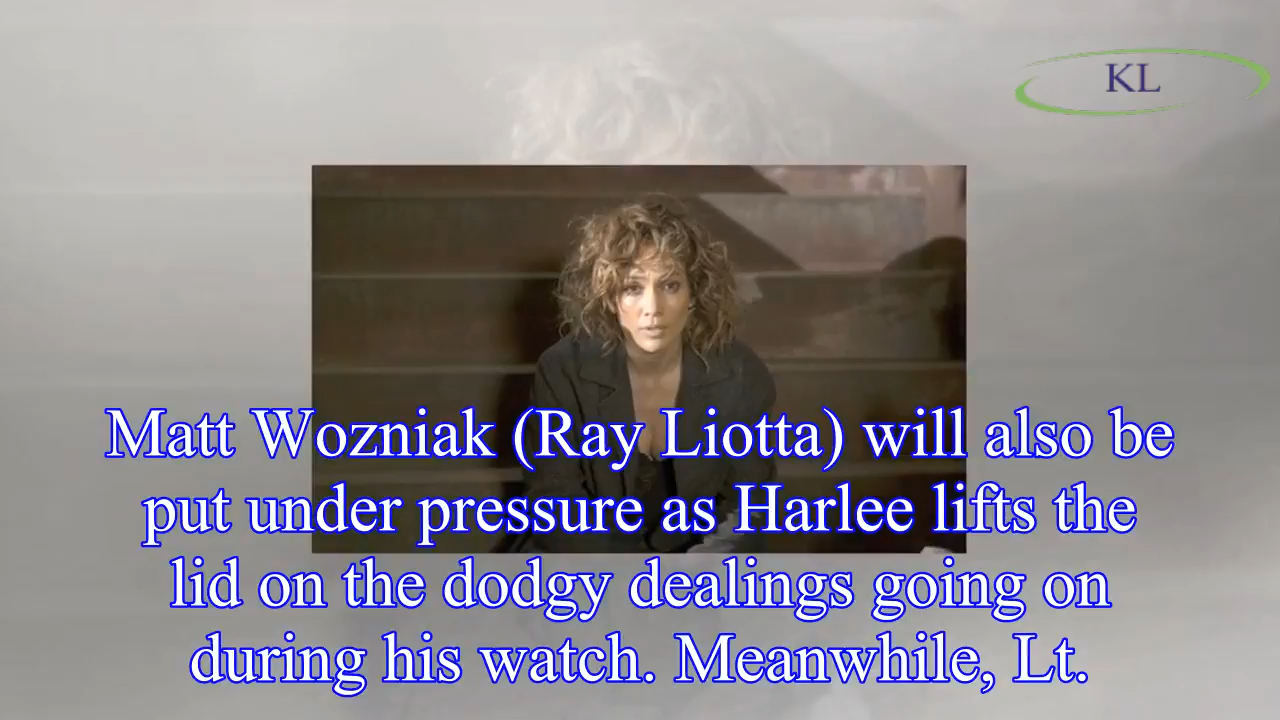 KL
Matt Wozniak (Ray Liotta) will also be
put under pressure as Harlee lifts the
lid on the dodgy dealings going on
during his watch. Meanwhile, Lt.